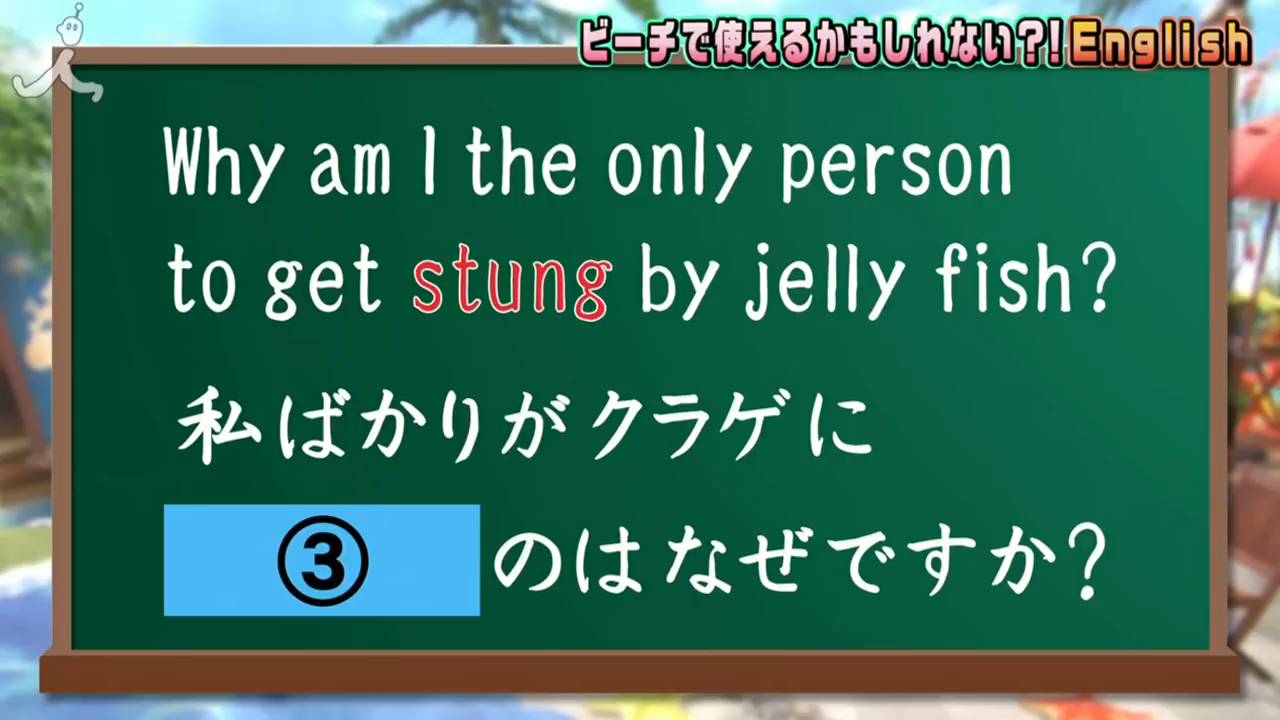 ビーチで使えるかもしれない?!English
Why am I the only person
to get stung by jelly fish?
私ばかりがクラゲに
③のはなぜですか?